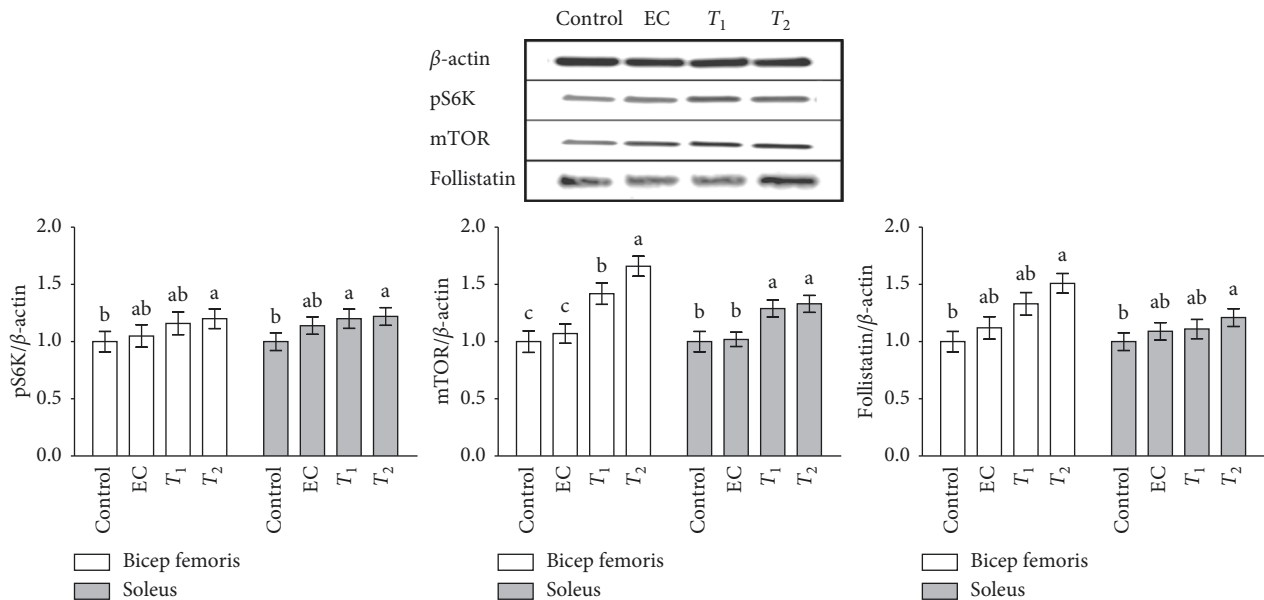 Control EC T₁ T₂
β-actin
pS6K
mTOR
Follistatin
pS6K/β-actin
2.0
1.5
1.0
0.5
0.0
b ab ab a b ab a a
Control EC T₁ T₂ Control EC T₁ T₂
Bicep femoris
Soleus
mTOR/β-actin
2.0
1.5
1.0
0.5
0.0
c c b a b b a a
Control EC T₁ T₂ Control EC T₁ T₂
Bicep femoris
Soleus
Follistatin/β-actin
2.0
1.5
1.0
0.5
0.0
b ab ab a b ab ab a
Control EC T₁ T₂ Control EC T₁ T₂
Bicep femoris
Soleus